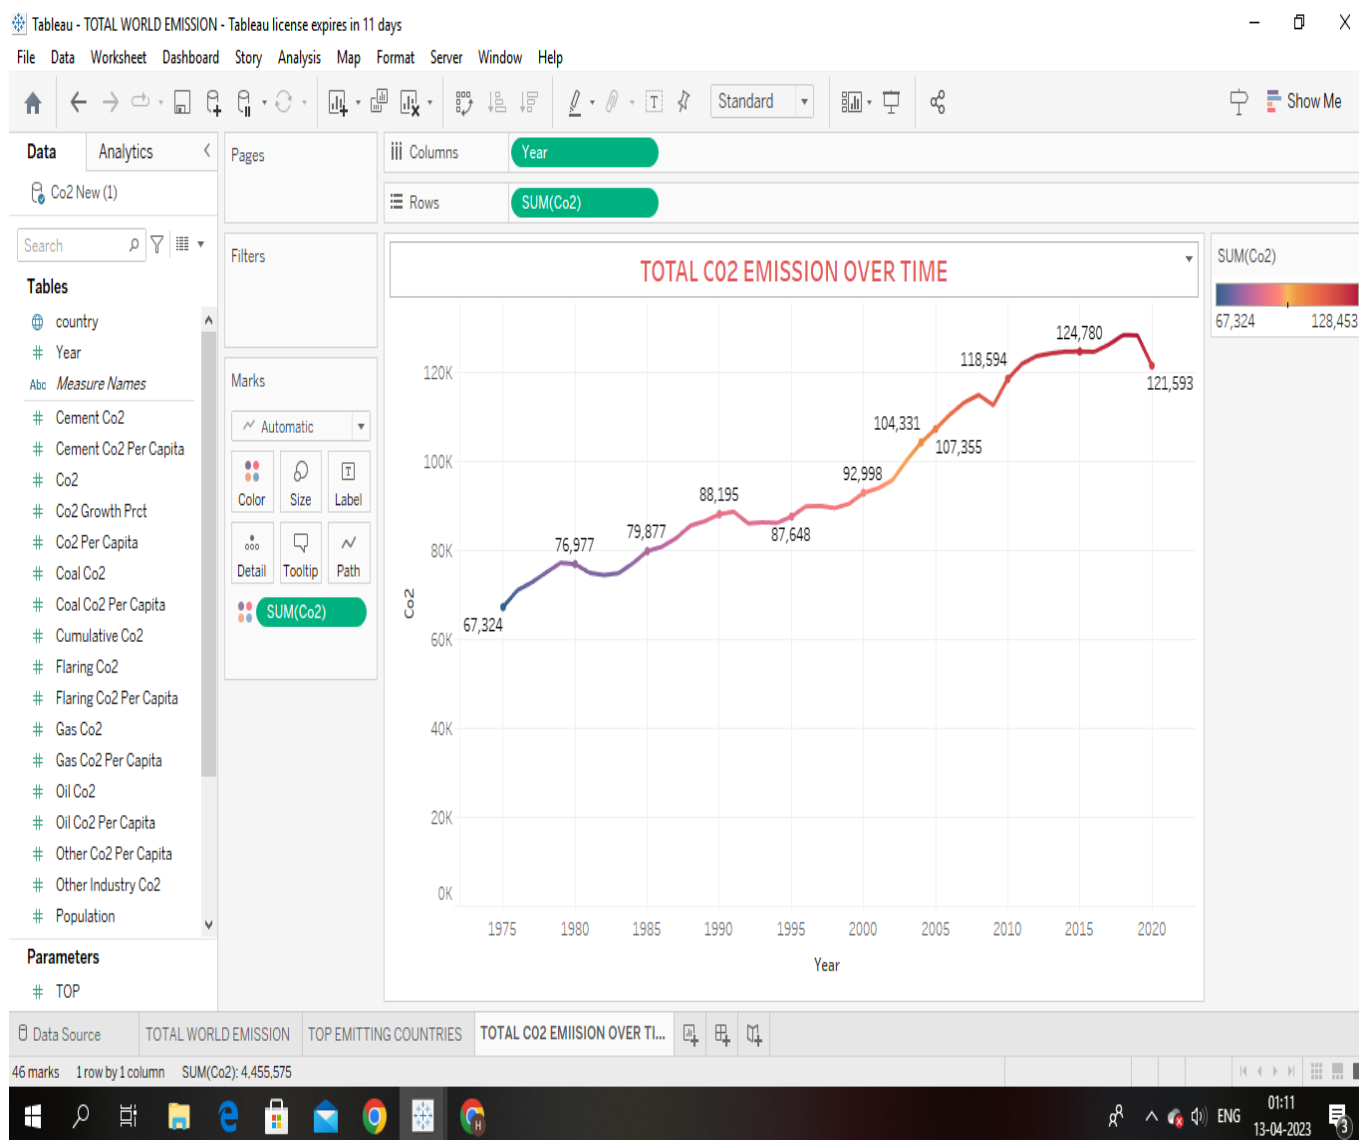 Tableau - TOTAL WORLD EMISSION - Tableau license expires in 11 days
File Data Worksheet Dashboard Story Analysis Map Format Server Window Help
Standard
Show Me
Data Analytics
Co2 New (1)
Search
Tables
country
# Year
Abc Measure Names
# Cement Co2
# Cement Co2 Per Capita
# Co2
# Co2 Growth Prct
# Co2 Per Capita
# Coal Co2
# Coal Co2 Per Capita
# Cumulative Co2
# Flaring Co2
# Flaring Co2 Per Capita
# Gas Co2
# Gas Co2 Per Capita
# Oil Co2
# Oil Co2 Per Capita
# Other Co2 Per Capita
# Other Industry Co2
# Population
Parameters
# TOP
Pages
Filters
Marks
Automatic
Color Size Label
Detail Tooltip Path
SUM(Co2)
Columns Year
Rows SUM(Co2)
TOTAL C02 EMISSION OVER TIME
120K
100K
80K
60K
40K
20K
0K
Co2
67,324
76,977
79,877
88,195
87,648
92,998
104,331
107,355
118,594
124,780
121,593
1975 1980 1985 1990 1995 2000 2005 2010 2015 2020
Year
SUM(Co2)
67,324 128,453
Data Source TOTAL WORLD EMISSION TOP EMITTING COUNTRIES TOTAL C02 EMIISION OVER TI...
46 marks 1 row by 1 column SUM(Co2): 4,455,575
H
ENG
01:11
13-04-2023
3